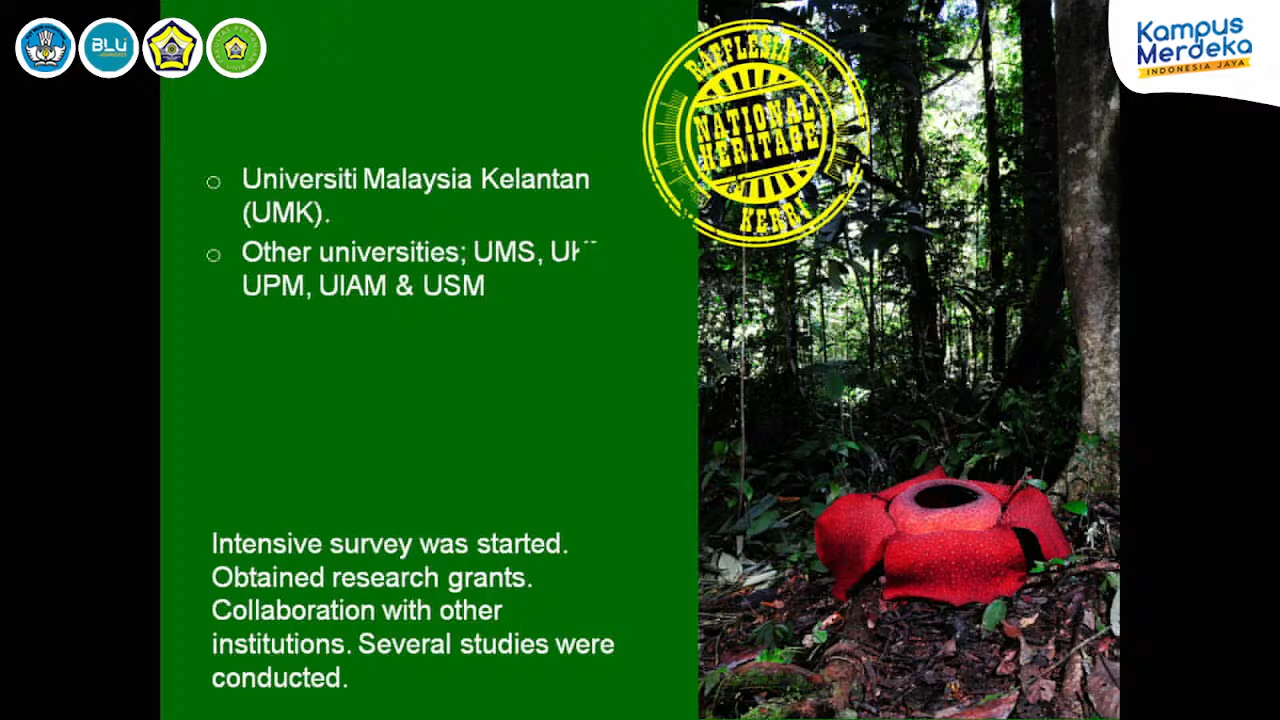 BLU
Kampus
Merdeka
INDONESIA JAYA
RAFFLESIA
NATIONAL
HERITAGE
KERRI
Universiti Malaysia Kelantan
(UMK).
Other universities; UMS,
UPM, UIAM & USM
Intensive survey was started.
Obtained research grants.
Collaboration with other
institutions. Several studies were
conducted.